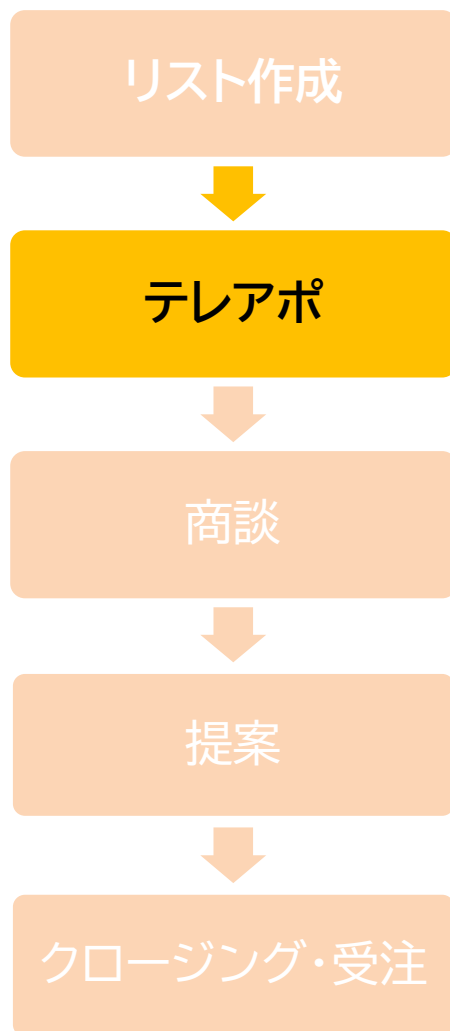 リスト作成
テレアポ
商談
提案
クロージング・受注